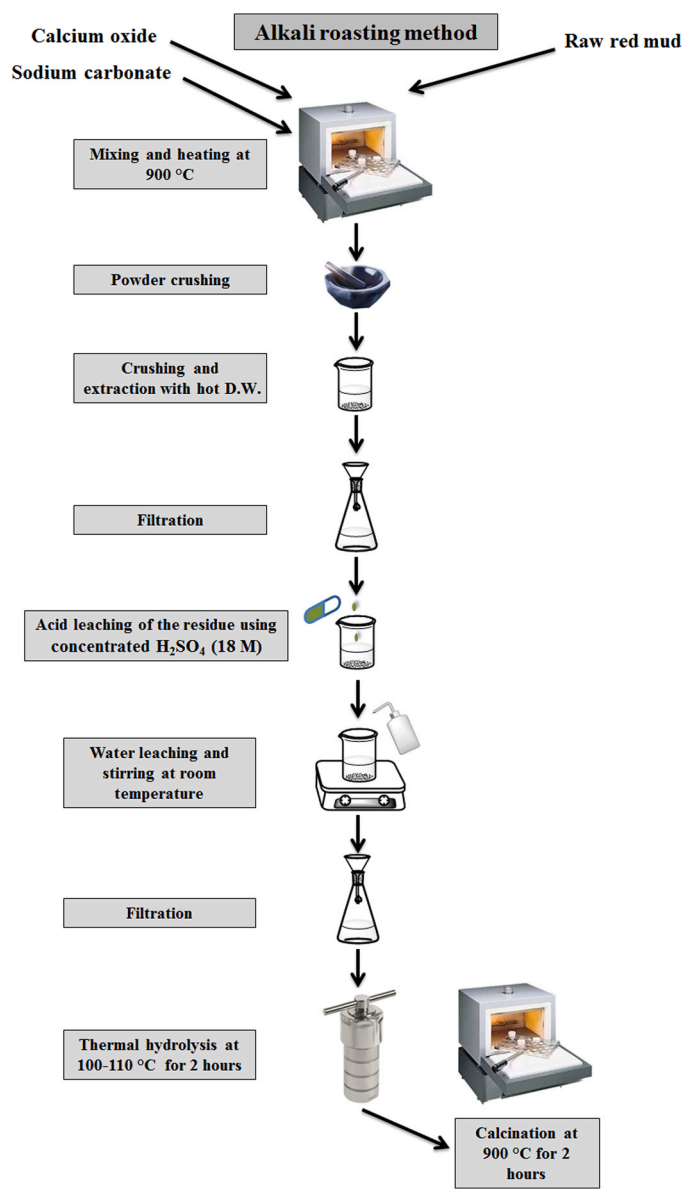 Alkali roasting method
Calcium oxide
Raw red mud
Sodium carbonate
Mixing and heating at
900 °C
Powder crushing
Crushing and
extraction with hot D.W.
Filtration
Acid leaching of the residue using
concentrated H₂SO₄ (18 M)
Water leaching and
stirring at room
temperature
Filtration
Thermal hydrolysis at
100-110 °C for 2 hours
Calcination at
900 °C for 2
hours